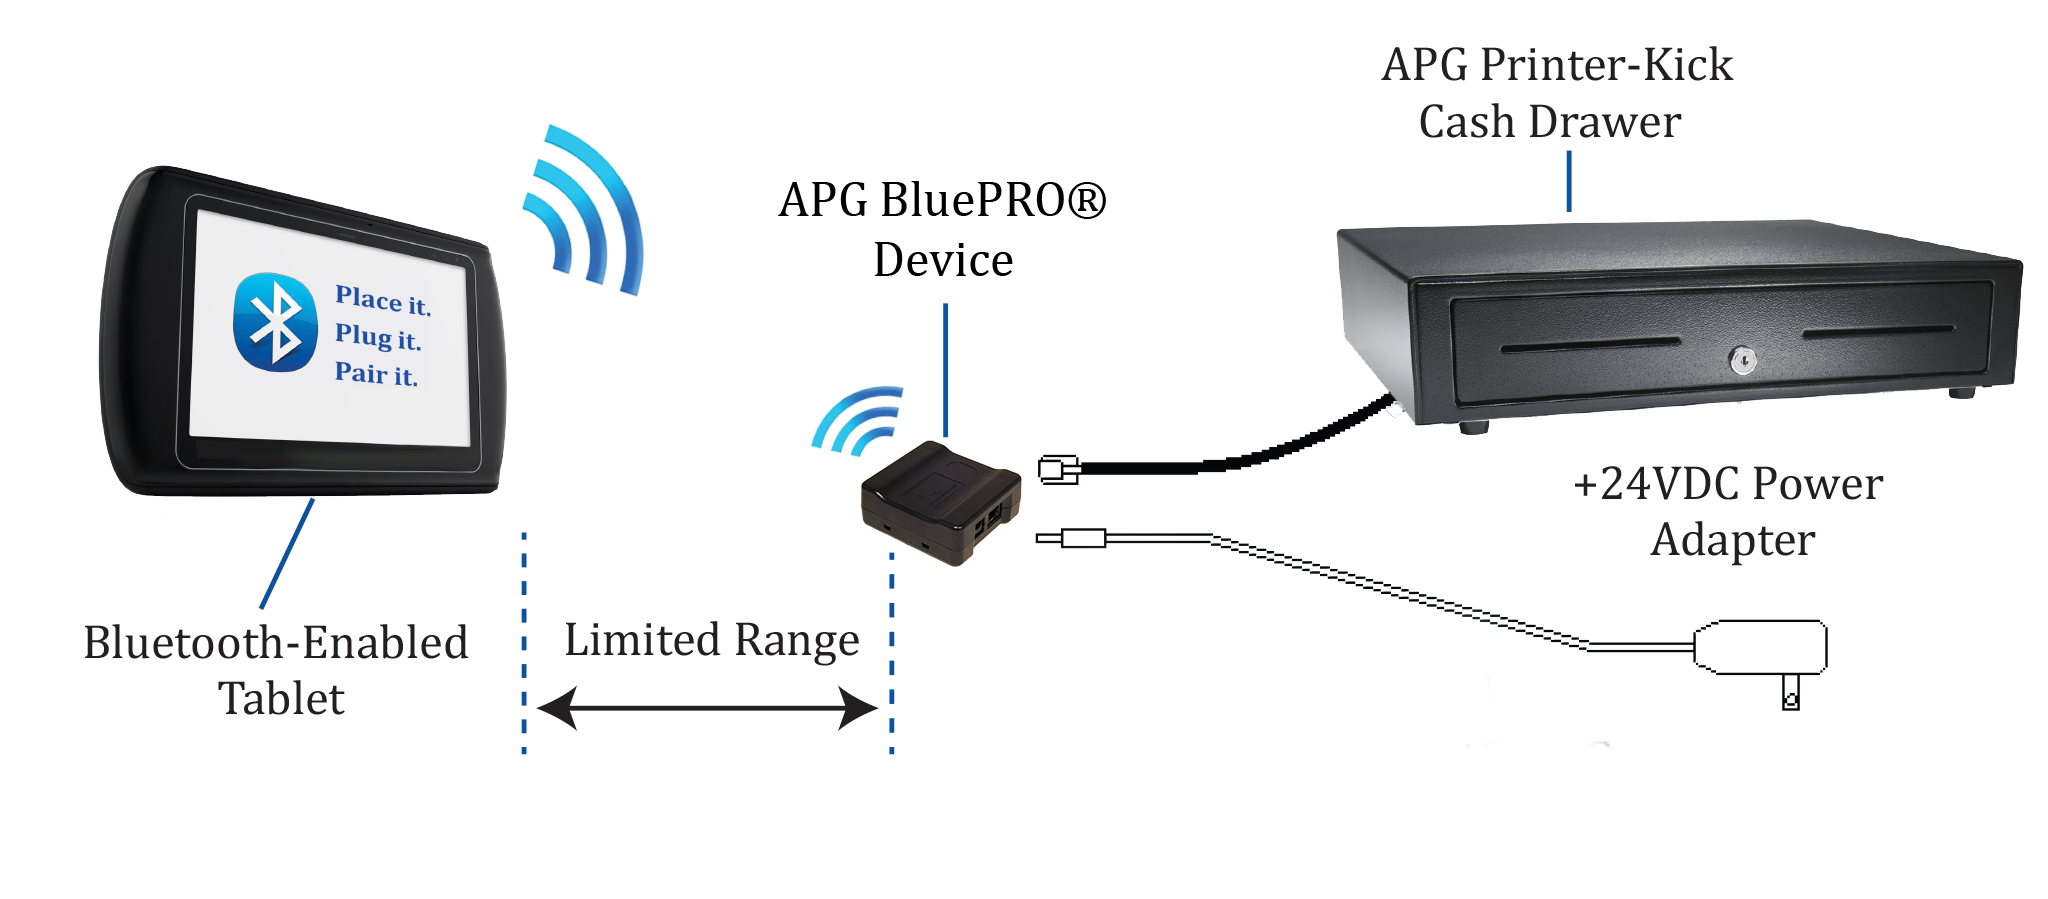 APG Printer-Kick
Cash Drawer
APG BluePRO®
Device
Place it.
Plug it.
Pair it.
+24VDC Power
Adapter
Bluetooth-Enabled
Tablet
Limited Range